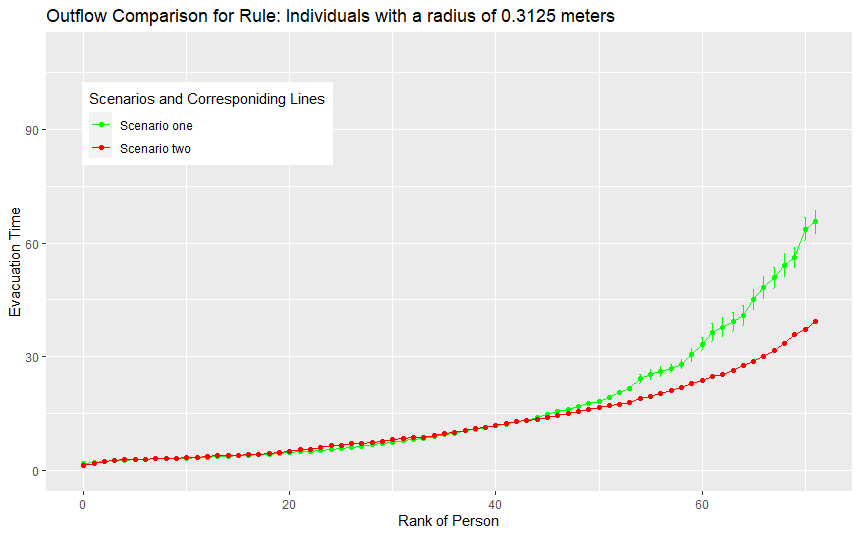 Outflow Comparison for Rule: Individuals with a radius of 0.3125 meters
Scenarios and Corresponiding Lines
Scenario one
Scenario two
Evacuation Time
90
60
30
0
0 20 40 60
Rank of Person